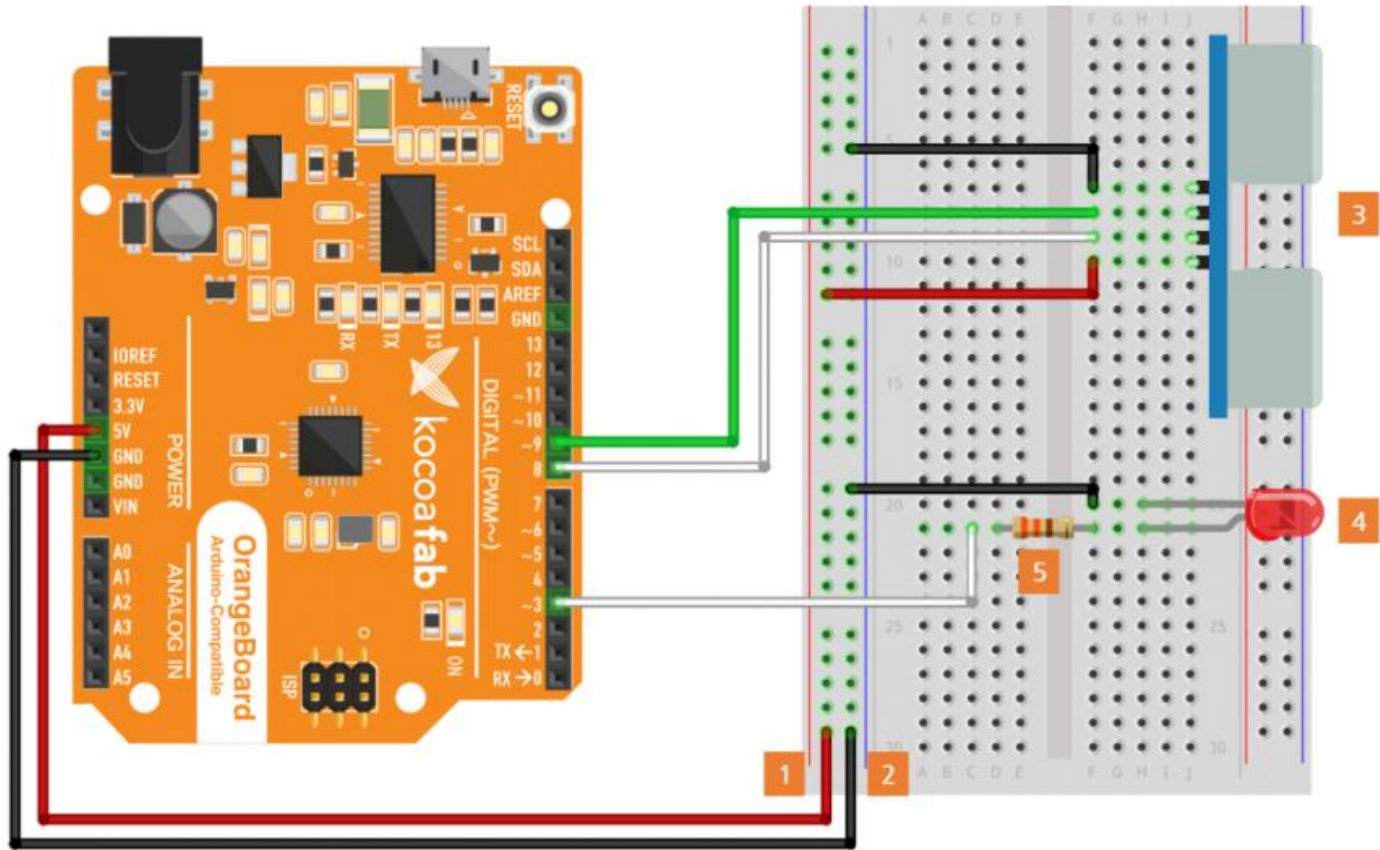 RESET
SCL
SDA
AREF
GND
13
12
~11
~10
~9
8
7
~6
~5
4
~3
2
TX←1
RX→0
DIGITAL (PWM~)
RX
TX
13
kocoafab
IOREF
RESET
3.3V
5V
GND
GND
VIN
POWER
A0
A1
A2
A3
A4
A5
ANALOG IN
OrangeBoard
Arduino-Compatible
ISP
ON
A B C D E F G H I J
1
5
10
15
20
25 25
30 30
A B C D E F G H I J
1
2
3
4
5